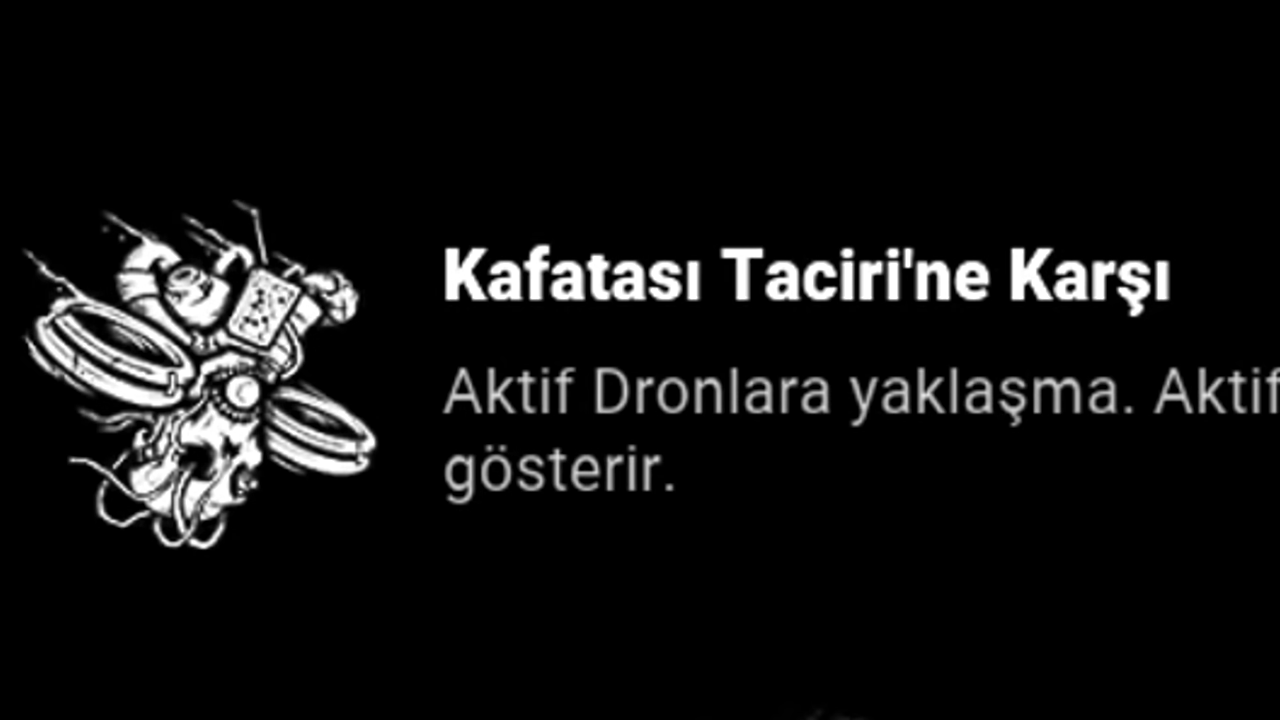 Kafatası Taciri'ne Karşı
Aktif Dronlara yaklaşma. Aktif
gösterir.